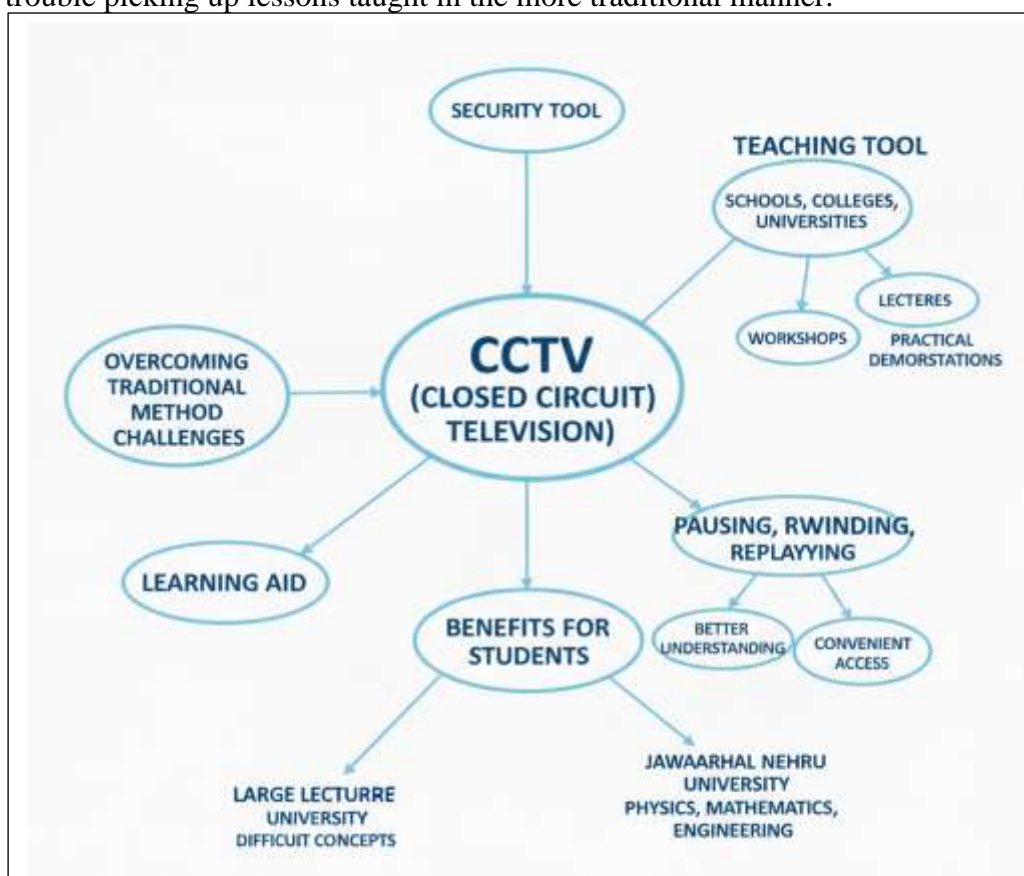 trouble picking up lessons taught in the more traditional manner.
SECURITY TOOL
TEACHING TOOL
SCHOOLS, COLLEGES,
UNIVERSITIES
LECTERES
WORKSHOPS
PRACTICAL
DEMORSTATIONS
CCTV
(CLOSED CIRCUIT)
TELEVISION)
OVERCOMING
TRADITIONAL
METHOD
CHALLENGES
PAUSING, RWINDING,
REPLAYYING
LEARNING AID
BETTER
UNDERSTANDING
CONVENIENT
ACCESS
BENEFITS FOR
STUDENTS
LARGE LECTURRE
UNIVERSITY
DIFFICUIT CONCEPTS
JAWAARHAL NEHRU
UNIVERSITY
PHYSICS, MATHEMATICS,
ENGINEERING